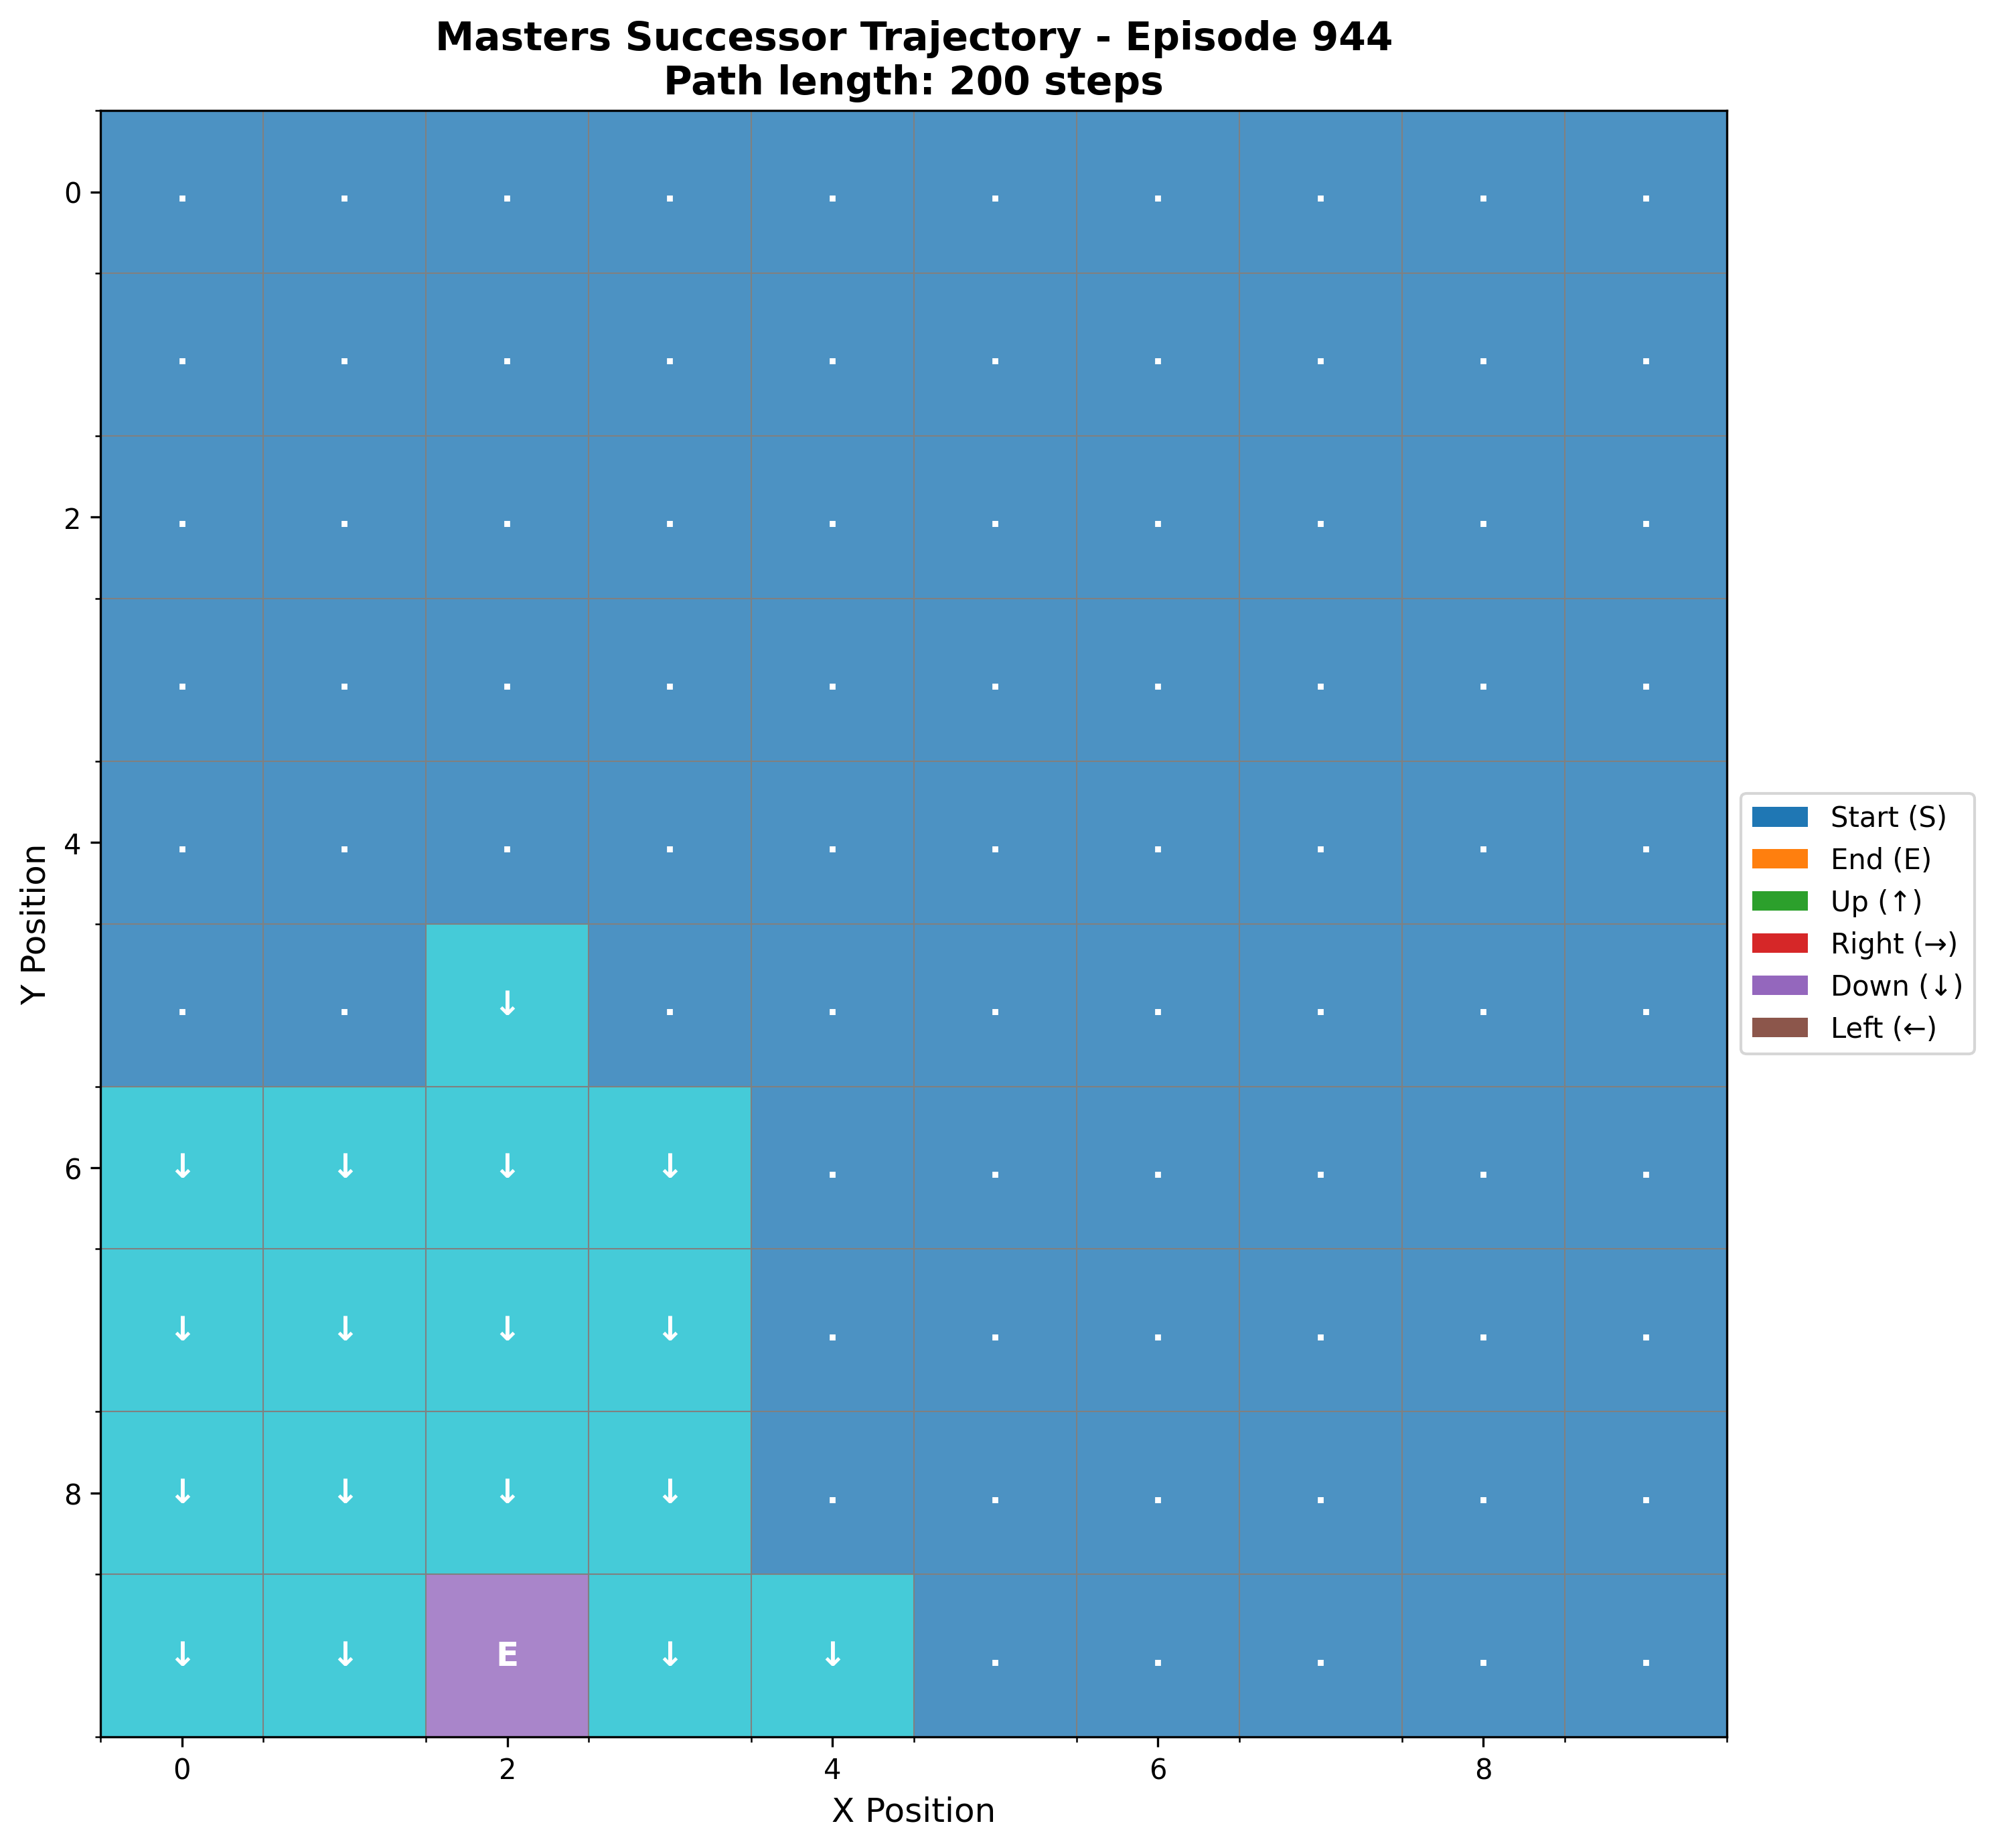 Masters Successor Trajectory - Episode 944
Path length: 200 steps
0 . . . . . . . . . .
. . . . . . . . . .
2 . . . . . . . . . .
. . . . . . . . . .
4 . . . . . . . . . .
. . ↓ . . . . . . .
6 ↓ ↓ ↓ ↓ . . . . . .
↓ ↓ ↓ ↓ . . . . . .
8 ↓ ↓ ↓ ↓ . . . . . .
↓ ↓ E ↓ ↓ . . . . .
0 2 4 6 8
X Position
Y Position
Start (S)
End (E)
Up (↑)
Right (→)
Down (↓)
Left (←)